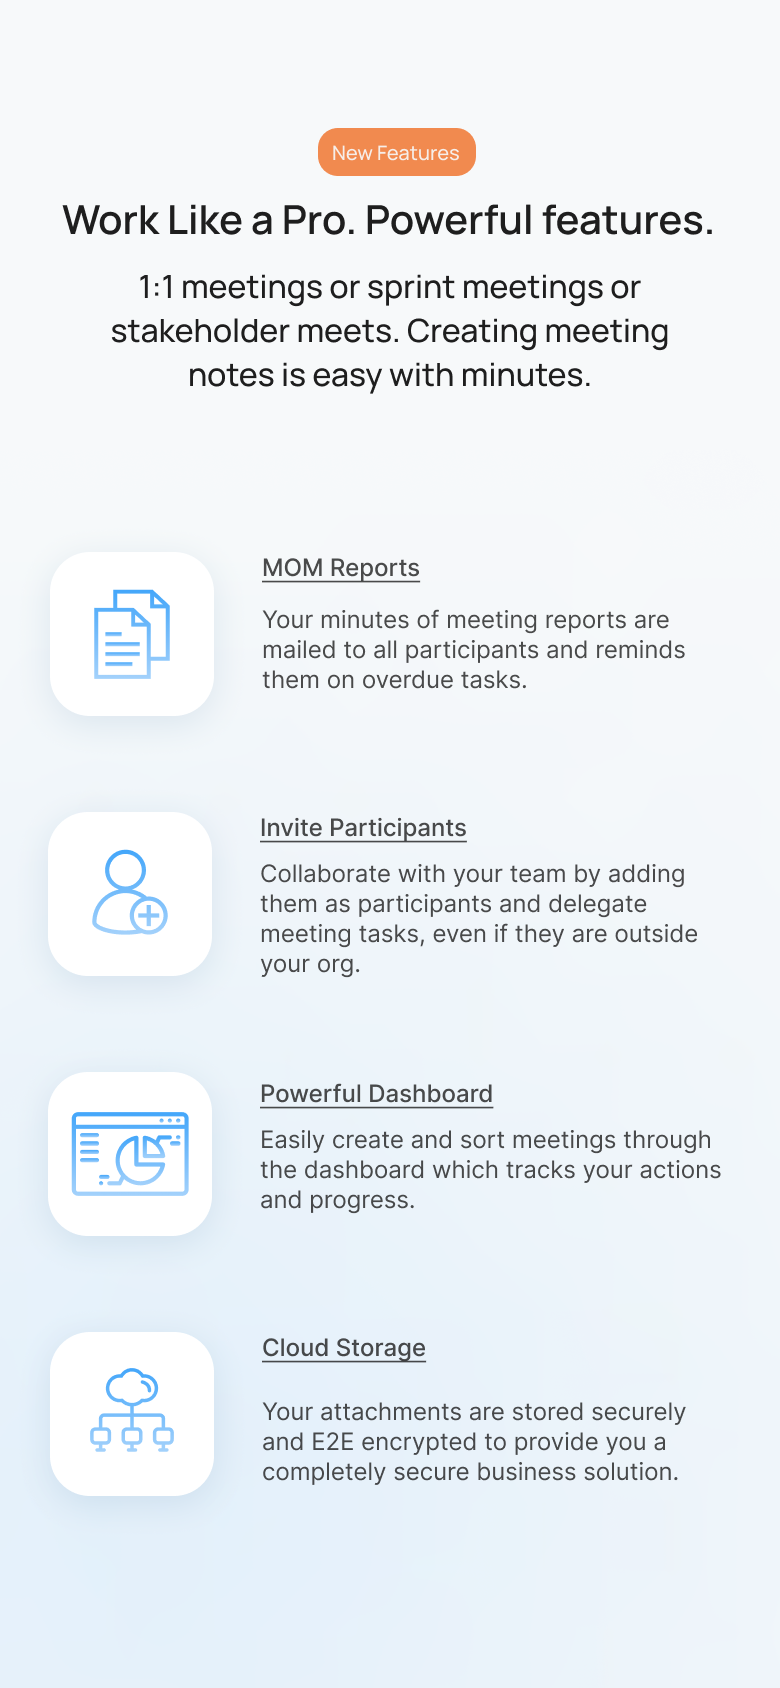 New Features
Work Like a Pro. Powerful features.
1:1 meetings or sprint meetings or
stakeholder meets. Creating meeting
notes is easy with minutes.
MOM Reports
Your minutes of meeting reports are
mailed to all participants and reminds
them on overdue tasks.
Invite Participants
Collaborate with your team by adding
them as participants and delegate
meeting tasks, even if they are outside
your org.
Powerful Dashboard
Easily create and sort meetings through
the dashboard which tracks your actions
and progress.
Cloud Storage
Your attachments are stored securely
and E2E encrypted to provide you a
completely secure business solution.